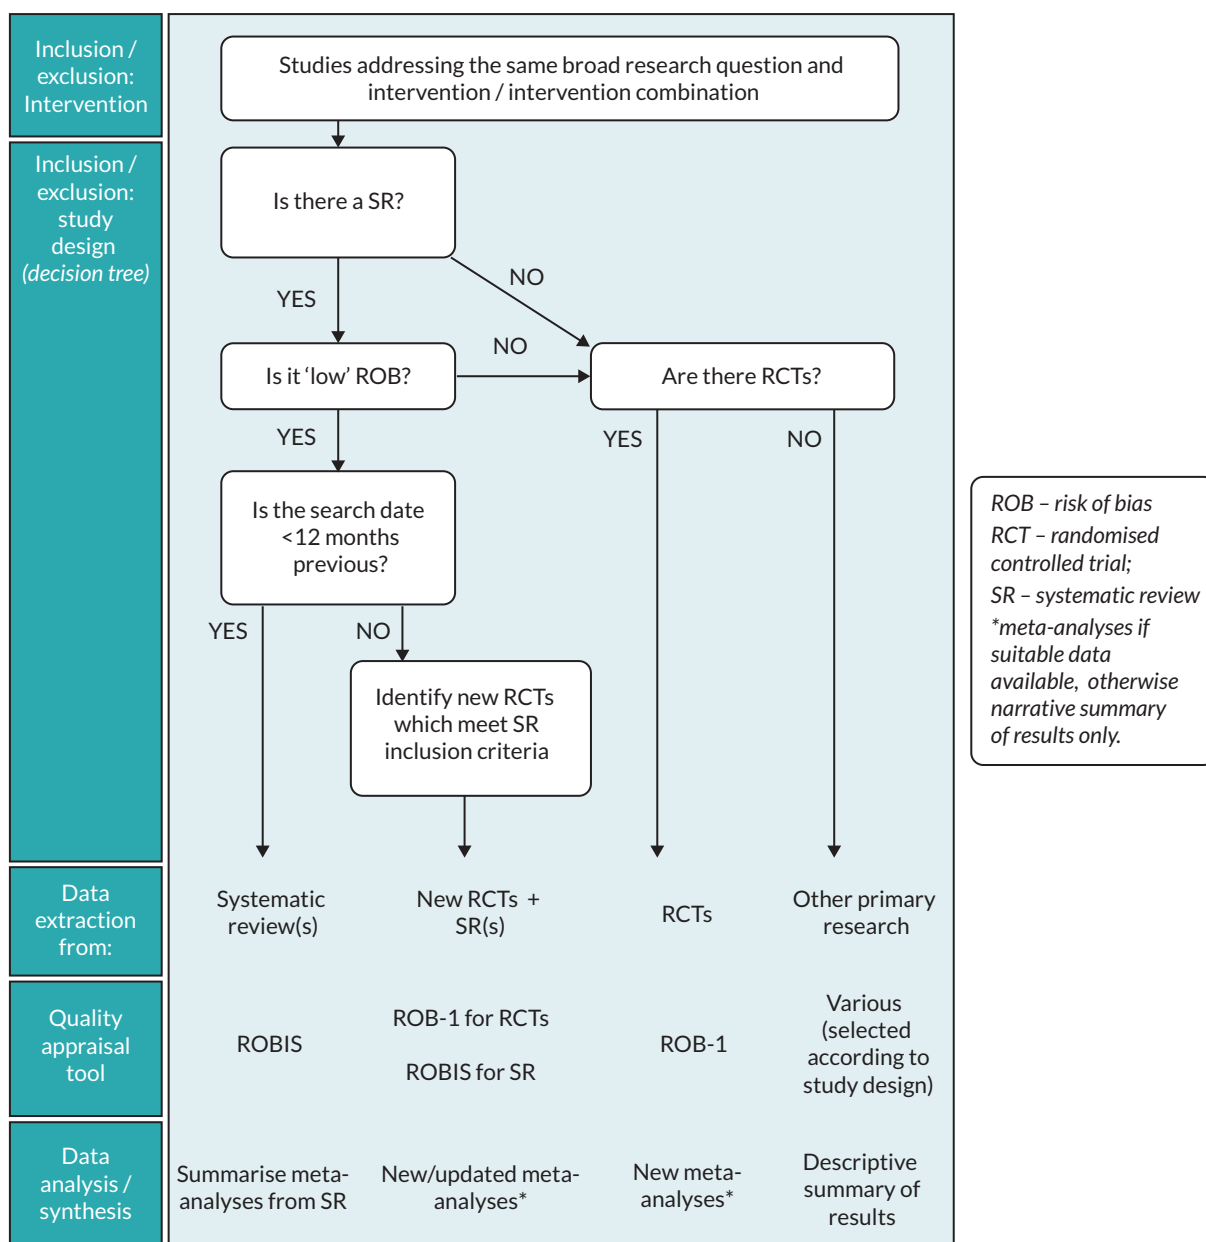 Inclusion /
exclusion:
Intervention
Studies addressing the same broad research question and
intervention / intervention combination
Inclusion /
exclusion:
study
design
(decision tree)
Is there a SR?
NO
YES
Is it ‘low’ ROB?
NO
Are there RCTs?
YES
YES
NO
Is the search date
<12 months
previous?
YES
NO
Identify new RCTs
which meet SR
inclusion criteria
ROB – risk of bias
RCT – randomised
controlled trial;
SR – systematic review
*meta-analyses if
suitable data
available, otherwise
narrative summary
of results only.
Data
extraction
from:
Systematic
review(s)
New RCTs +
SR(s)
RCTs
Other primary
research
Quality
appraisal
tool
ROBIS
ROB-1 for RCTs
ROBIS for SR
ROB-1
Various
(selected
according to
study design)
Data
analysis /
synthesis
Summarise meta-
analyses from SR
New/updated meta-
analyses*
New meta-
analyses*
Descriptive
summary of
results